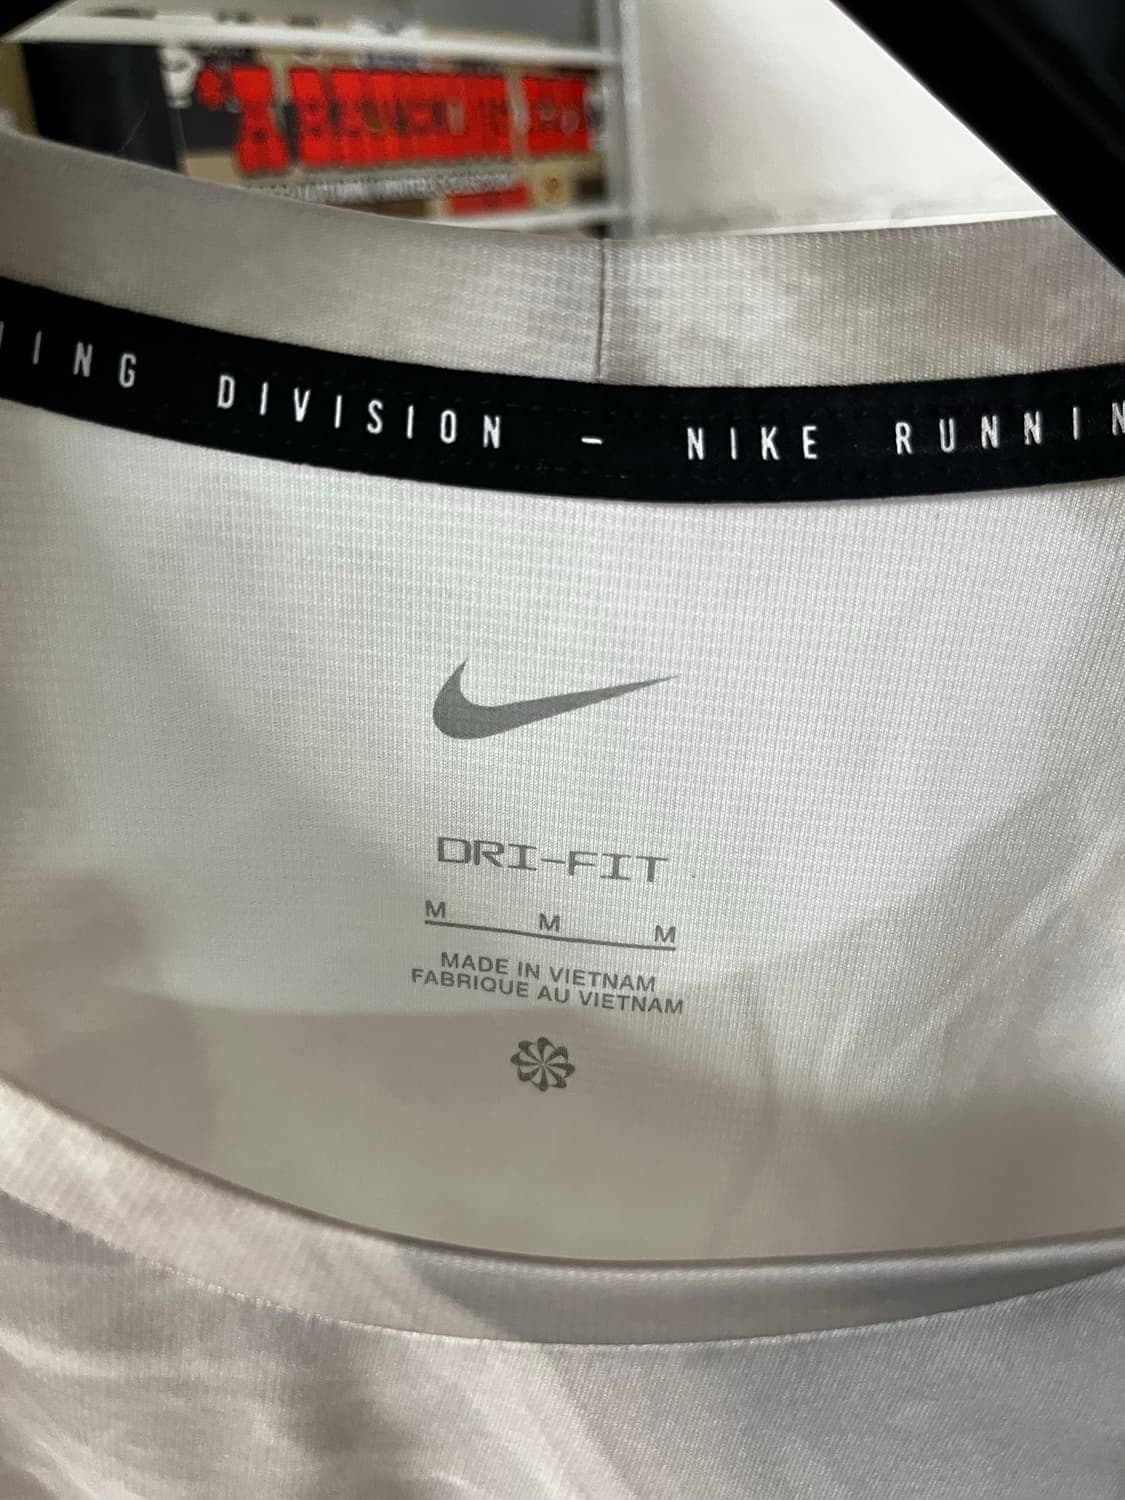 ING DIVISION – NIKE RUNNIN
DRI-FIT
M M M
MADE IN VIETNAM
FABRIQUE AU VIETNAM